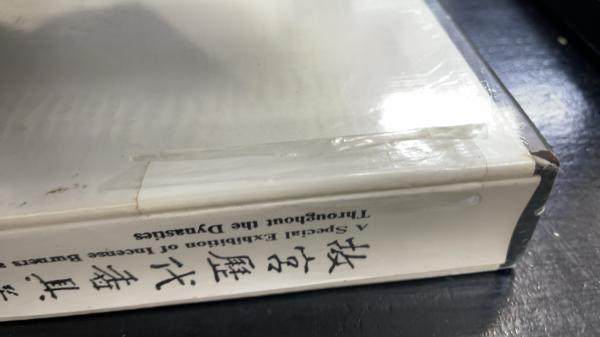 故宮歷代香具
A Special Exhibition of Incense Burners
Throughout the Dynasties